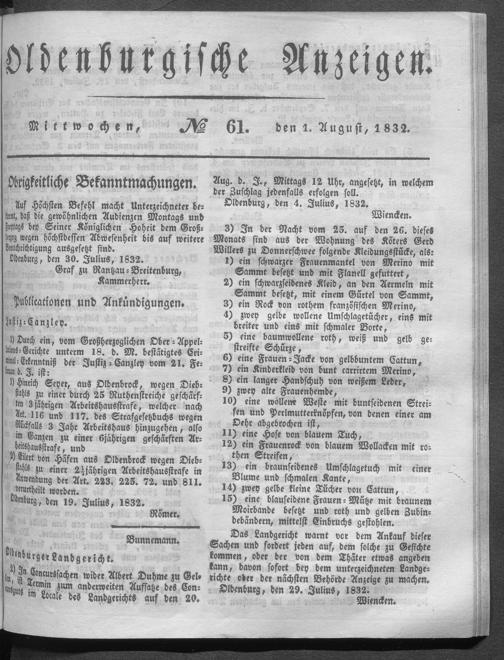 Oldenburgische Anzeigen.
Mittwochen, № 61. den 1. August, 1832.
Obrigkeitliche Bekanntmachungen.
Auf Höchsten Befehl macht Unterzeichneter be-
kannt, daß die gewöhnlichen Audienzen Montags und
Freytags bey Seiner Königlichen Hoheit dem Groß-
herzog wegen höchstdessen Abwesenheit bis auf weitere
Benachrichtigung ausgesetzt sind.
Oldenburg, den 30. Julius, 1832.
Graf zu Rantzau-Breitenburg,
Kammerherr.
Publicationen und Ankündigungen.
Justiz-Canzley.
1) Durch ein, vom Großherzoglichen Ober-Appel-
lations-Gerichte unterm 18. d. M. bestätigtes Cri-
minal-Erkenntniß der Justiz-Canzley vom 21. Fe-
bruar d. J. ist:
1) Hinrich Seyer, aus Oldenbrock, wegen Dieb-
stahls zu einer durch 25 Ruthenstreiche geschärf-
ten 3jährigen Arbeitshausstrafe, welcher nach
Art. 116 und 117. des Strafgesetzbuchs wegen
Rückfalls 3 Jahr Arbeitshaus hinzugehen, also
im Ganzen zu einer 6jährigen geschärften Ar-
beitshausstrafe, und
2) Eilert von Häfen aus Oldenbrock wegen Dieb-
stahls zu einer 2½jährigen Arbeitshausstrafe in
Anwendung der Art. 223, 225. 72. und 811.
verurtheilt worden.
Oldenburg, den 19. Julius, 1832.
Römer.
Bunnemann.
Oldenburger Landgericht.
2) In Concurssachen wider Albert Duhme zu
ist Termin zum anderweiten Aufsatze des Con-
cursguts im Locale des Landgerichts auf den 20.
Aug. d. J., Mittags 12 Uhr, angesetzt, in welchem
der Zuschlag jedenfalls erfolgen soll.
Oldenburg, den 4. Julius, 1832.
Wiencken.
3) In der Nacht vom 25. auf den 26. dieses
Monats sind aus der Wohnung des Köters Gerd
Willers zu Donnerschwee folgende Kleidungsstücke, als:
1) ein schwarzer Frauenmantel von Merino mit
Sammt besetzt und mit Flanell gefuttert,
2) ein schwarzseidenes Kleid, an den Aermeln mit
Sammt besetzt, mit einem Gürtel von Sammt,
3) ein Rock von rothem französischen Merino,
4) zwey gelbe wollene Umschlagetücher, eins mit
breiter und eins mit schmaler Borte,
5) eine baumwollene roth, weiß und gelb ge-
streifte Schürze,
6) eine Frauen-Jacke von gelbbuntem Cattun,
7) ein Kinderkleid von bunt carrirtem Merino,
8) ein langer Handschuh von weißem Leder,
9) zwey alte Frauenhemde,
10) eine wollene Weste mit buntseidenen Strei-
fen und Perlmutterknöpfen, von denen einer am
Oehr abgebrochen ist,
11) eine Hose von blauem Tuch,
12) ein Frauenrock von blauem Wollacken mit ro-
then Streifen,
13) ein braunseidenes Umschlagetuch mit einer
Blume und schmalen Kante,
14) zwey gelbe kleine Tücher von Cattun,
15) eine blauseidene Frauen-Mütze mit braunem
Moirbande besetzt und roth und gelben Zubin-
debändern, mittelst Einbruchs gestohlen.
Das Landgericht warnt vor dem Ankauf dieser
Sachen und fordert jeden auf, dem solche zu Gesichte
kommen, oder der von dem Thäter etwas angeben
kann, davon sofort bey dem unterzeichneten Landge-
richte oder der nächsten Behörde Anzeige zu machen.
Oldenburg, den 29. Julius, 1832.
Wiencken.